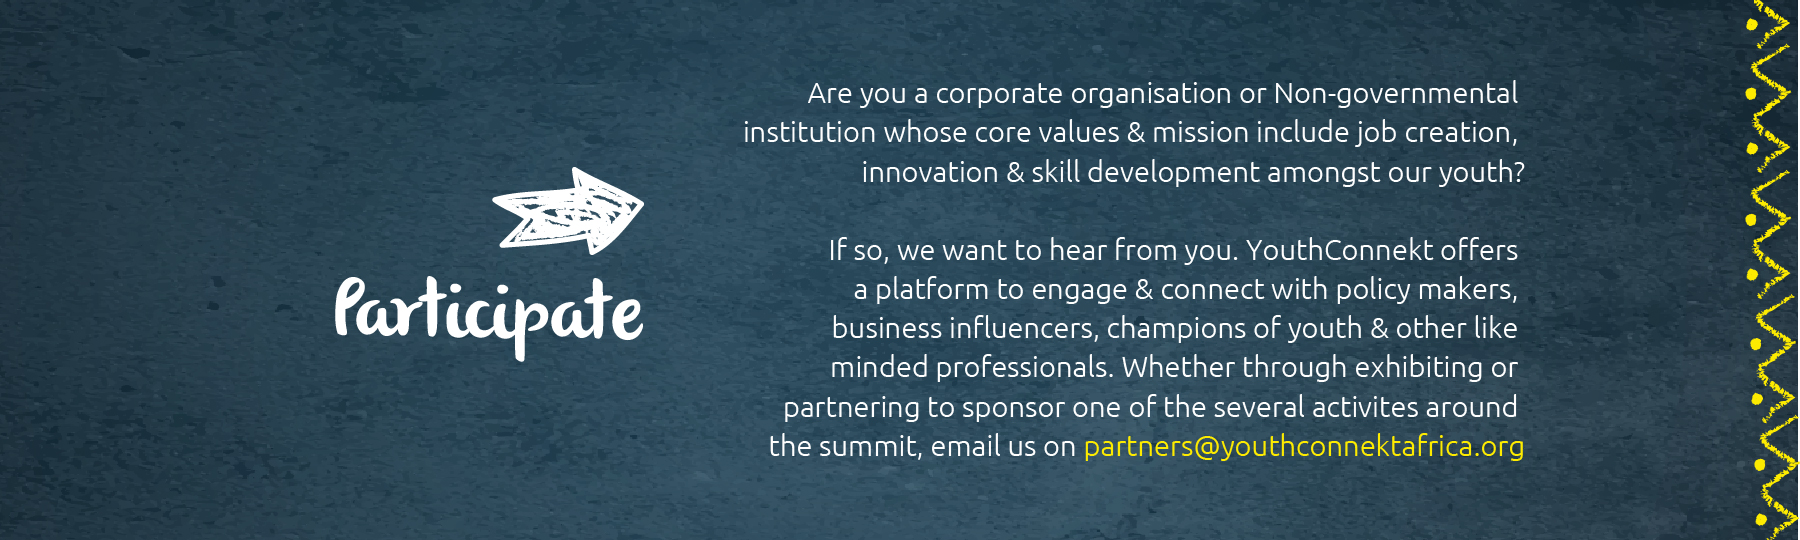 Participate
Are you a corporate organisation or Non-governmental
institution whose core values & mission include job creation,
innovation & skill development amongst our youth?
If so, we want to hear from you. YouthConnekt offers
a platform to engage & connect with policy makers,
business influencers, champions of youth & other like
minded professionals. Whether through exhibiting or
partnering to sponsor one of the several activites around
the summit, email us on partners@youthconnektafrica.org